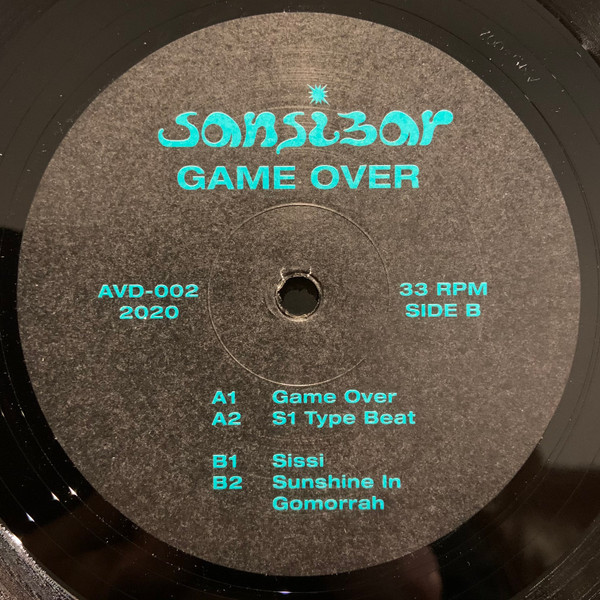 sansizar
GAME OVER
AVD-002
2020
33 RPM
SIDE B
A1 Game Over
A2 S1 Type Beat
B1 Sissi
B2 Sunshine In
Gomorrah